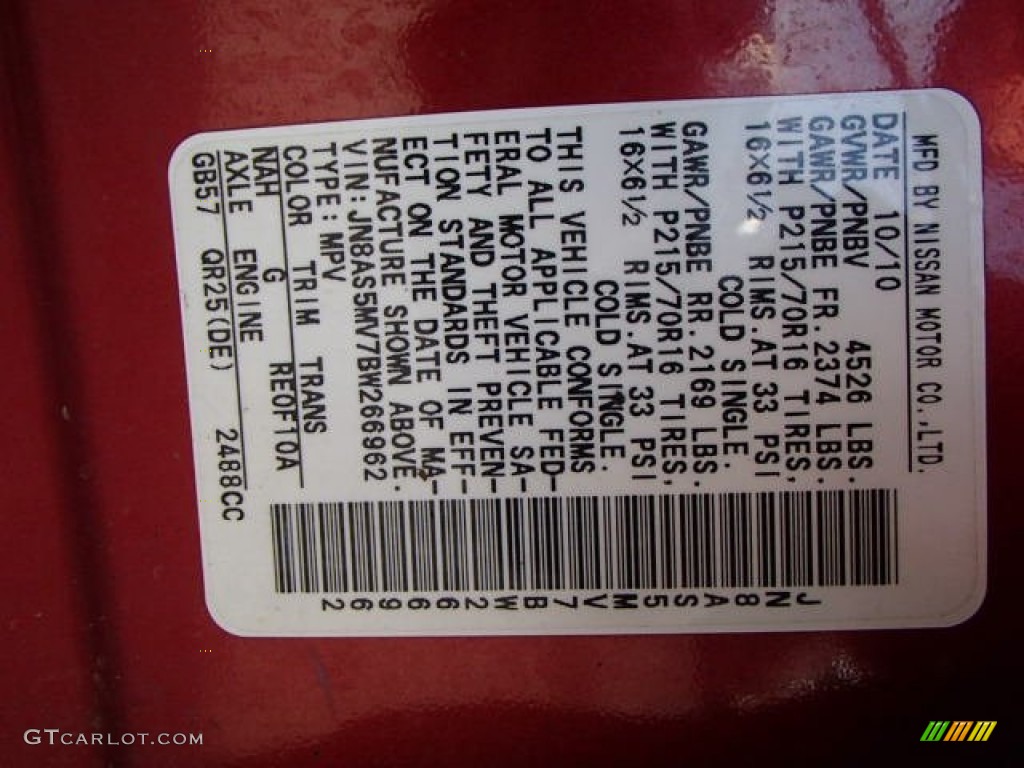 MFD BY NISSAN MOTOR CO.,LTD.
DATE 10/10
GVWR/PNBV 4526 LBS.
GAWR/PNBE FR. 2374 LBS.
WITH P215/70R16 TIRES,
16×6½ RIMS.AT 33 PSI
COLD SINGLE.
GAWR/PNBE RR. 2169 LBS.
WITH P215/70R16 TIRES,
16×6½ RIMS.AT 33 PSI
COLD SINGLE.
THIS VEHICLE CONFORMS
TO ALL APPLICABLE FED-
ERAL MOTOR VEHICLE SA-
FETY AND THEFT PREVEN-
TION STANDARDS IN EFF-
ECT ON THE DATE OF MA-
NUFACTURE SHOWN ABOVE.
VIN:JN8AS5MV7BW266962
TYPE:MPV
COLOR TRIM TRANS
NAH G RE0F10A
AXLE ENGINE
GB57 QR25(DE) 2488CC
JN8AS5MV7BW266962
GTCARLOT.COM